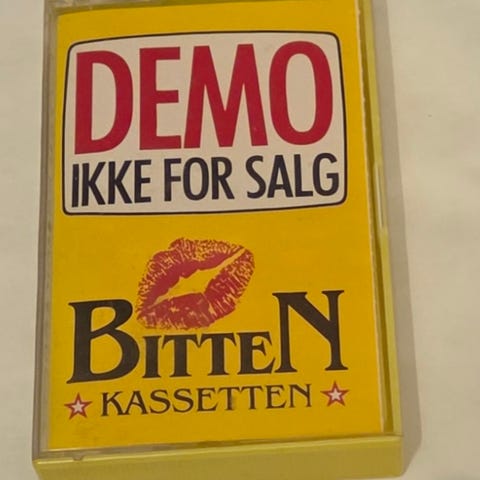 DEMO
IKKE FOR SALG
BITTEN
KASSETTEN